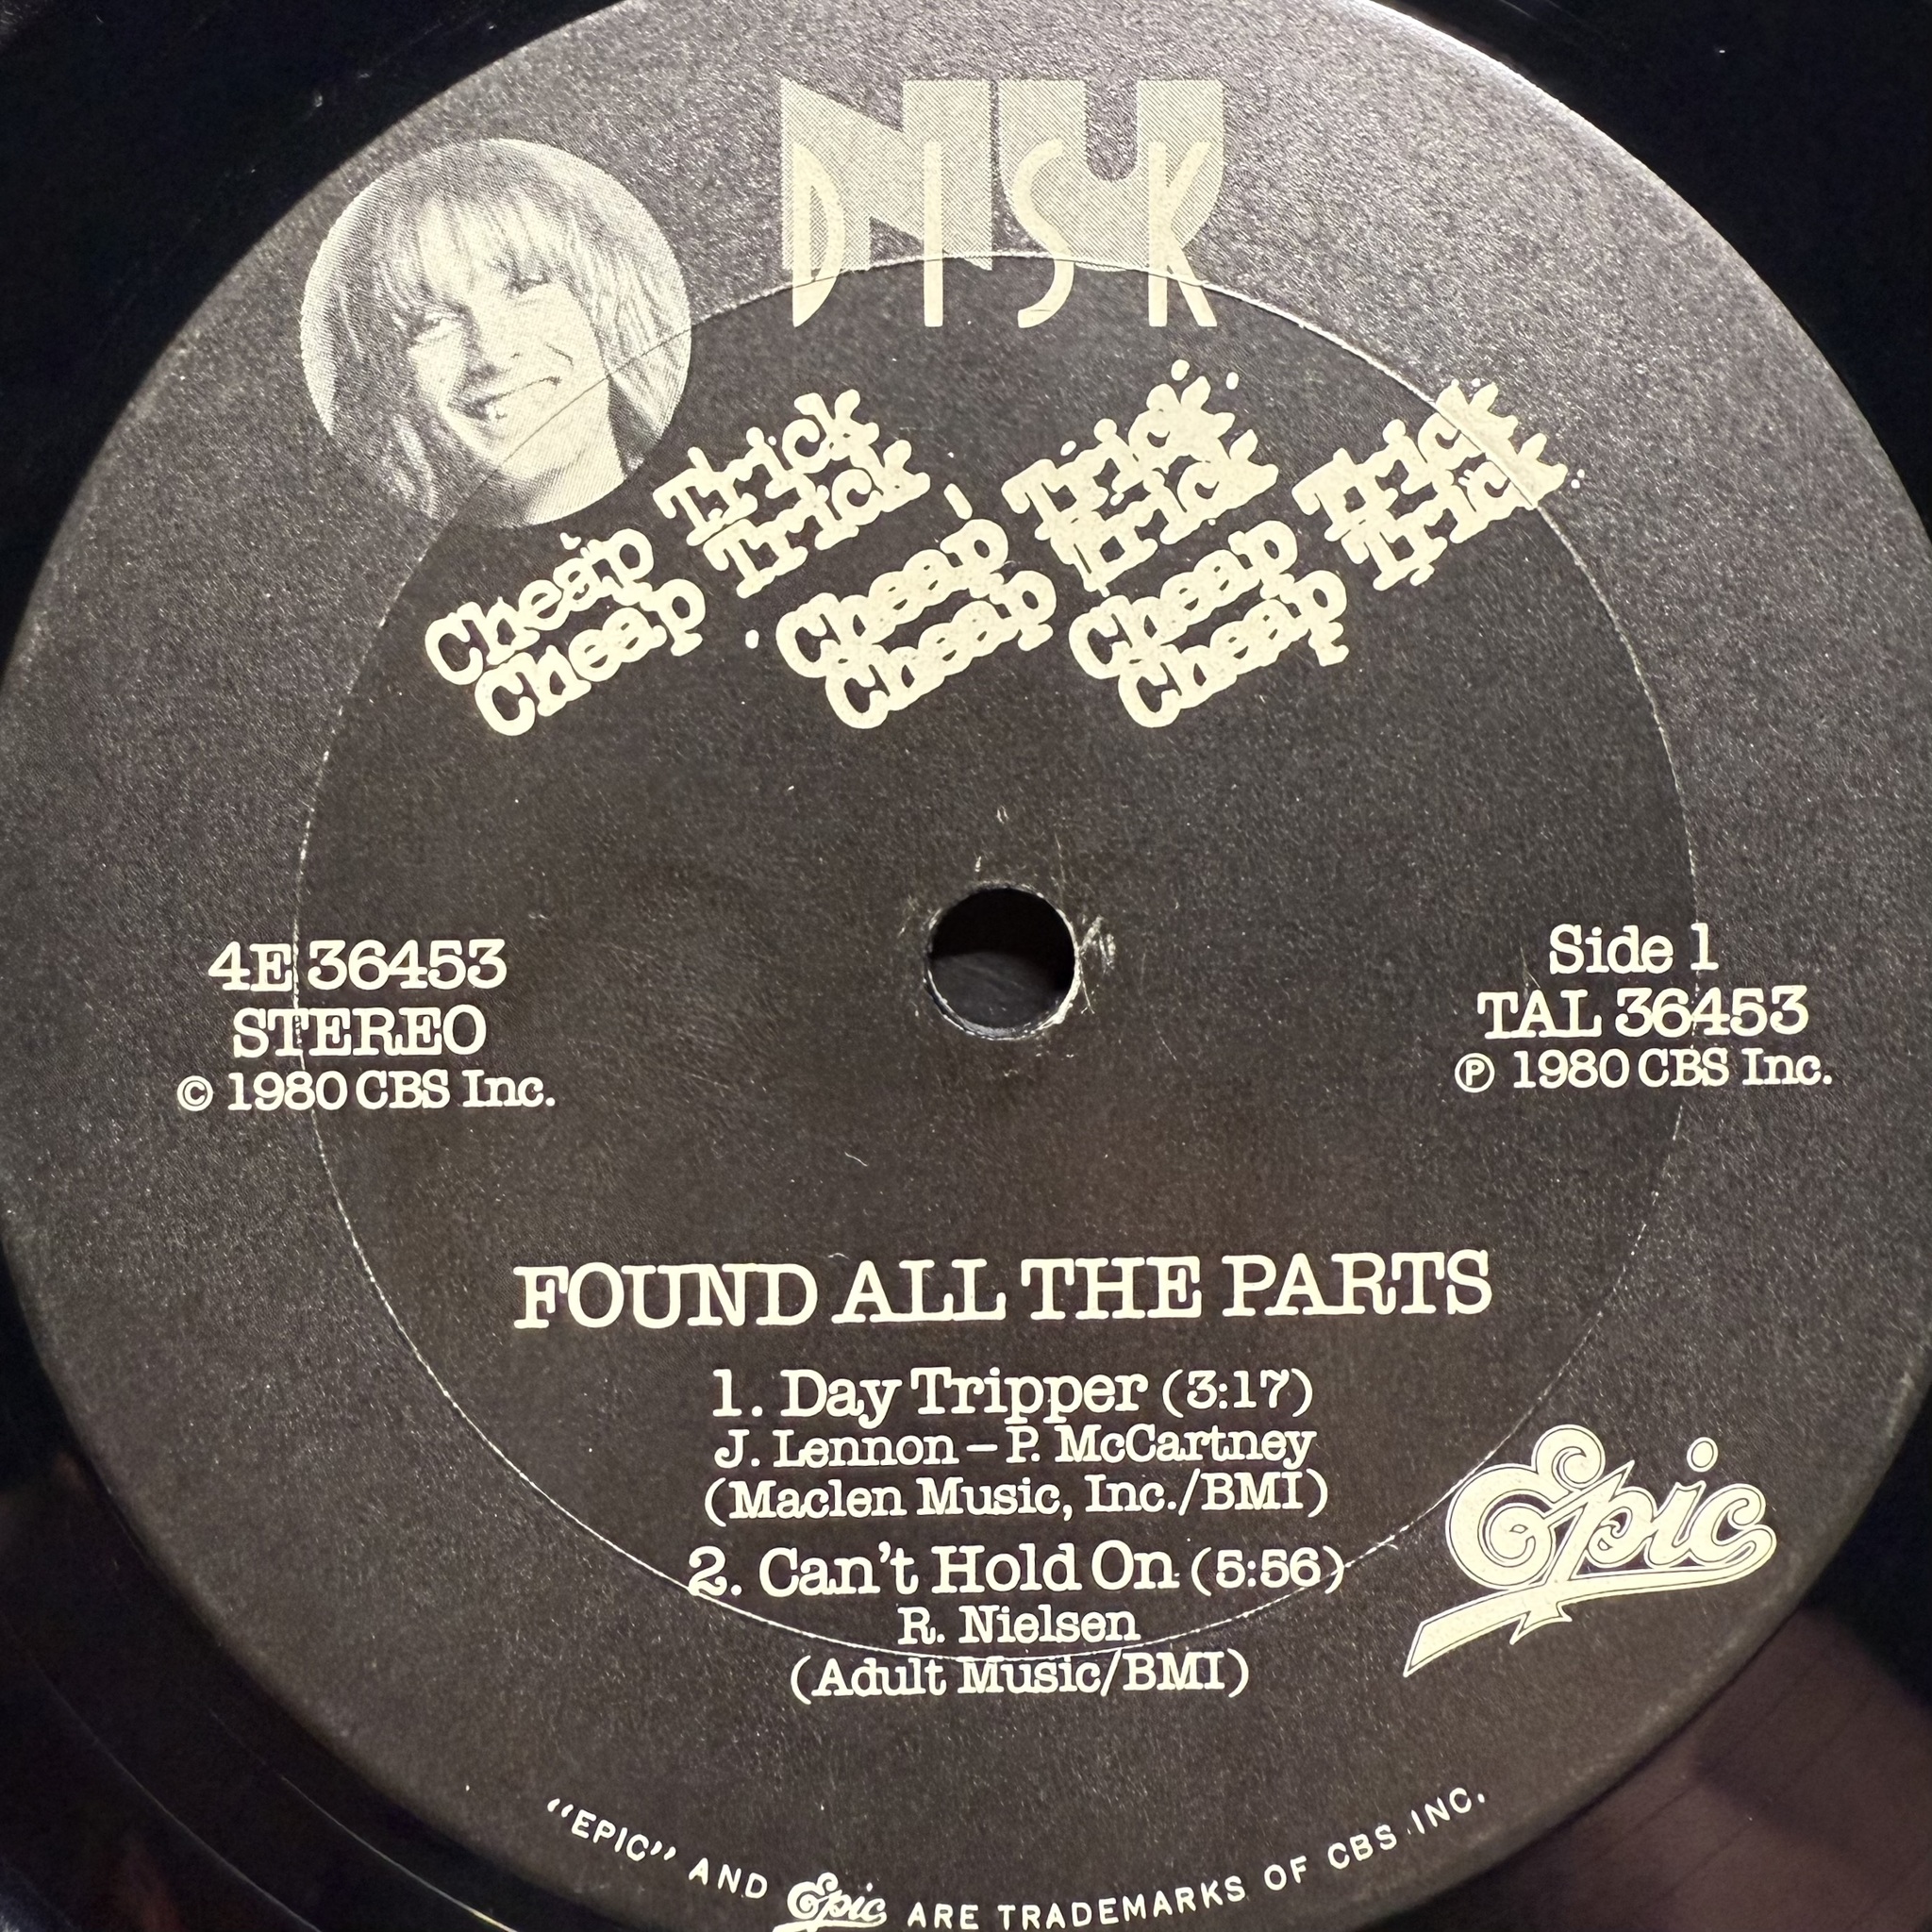 NU
DISK
Cheap Trick Cheap Trick Cheap Trick
Cheap Trick Cheap Trick Cheap Trick
4E 36453
STEREO
© 1980 CBS Inc.
Side 1
TAL 36453
℗ 1980 CBS Inc.
FOUND ALL THE PARTS
1. Day Tripper (3:17)
J. Lennon – P. McCartney
(Maclen Music, Inc./BMI)
2. Can't Hold On (5:56)
R. Nielsen
(Adult Music/BMI)
Epic
"EPIC" AND Epic ARE TRADEMARKS OF CBS INC.